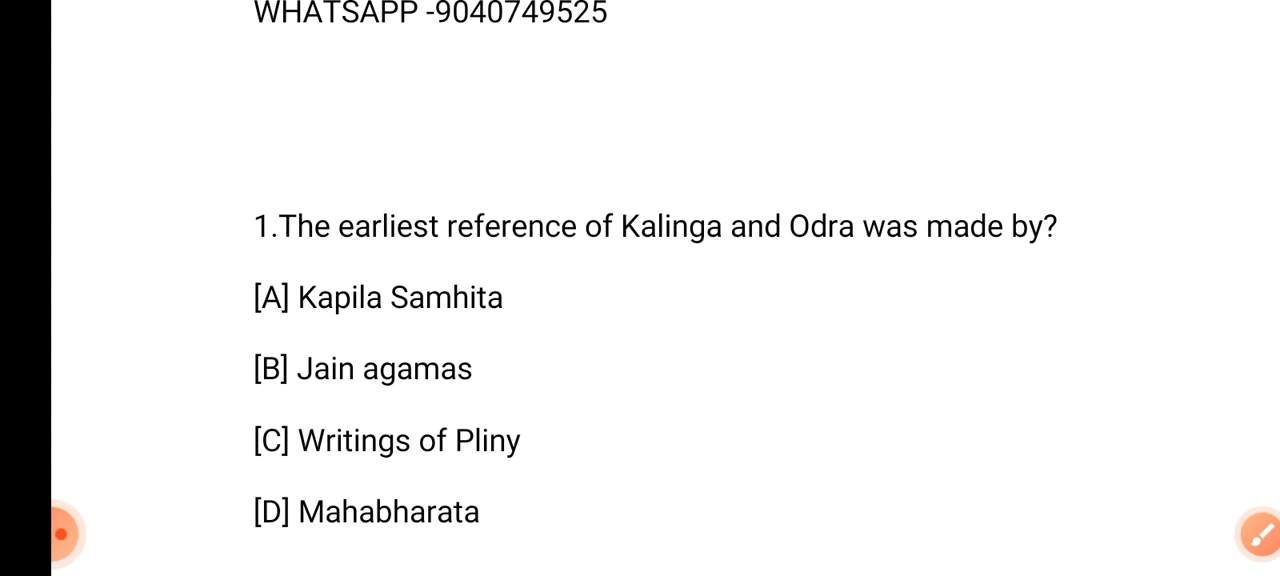 WHATSAPP -9040749525
1.The earliest reference of Kalinga and Odra was made by?
[A] Kapila Samhita
[B] Jain agamas
[C] Writings of Pliny
[D] Mahabharata